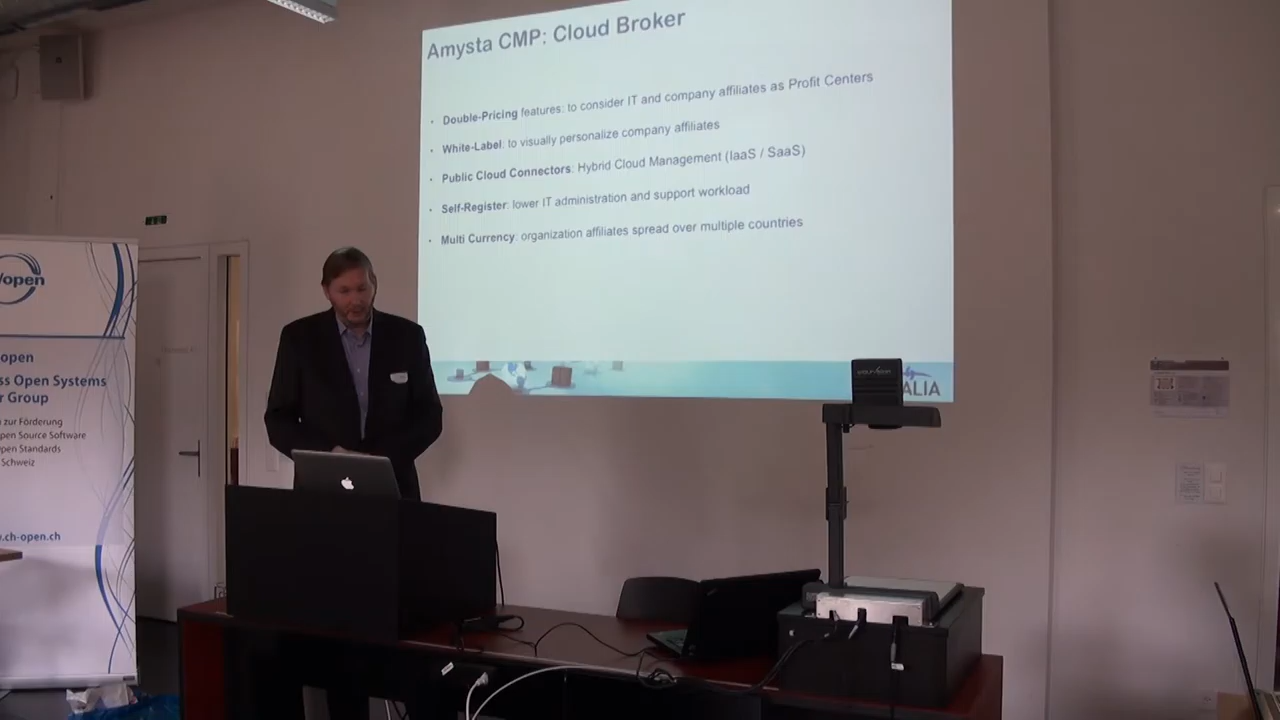 Amysta CMP: Cloud Broker
• Double-Pricing features: to consider IT and company affiliates as Profit Centers
• White-Label: to visually personalize company affiliates
• Public Cloud Connectors: Hybrid Cloud Management (IaaS / SaaS)
• Self-Register: lower IT administration and support workload
• Multi Currency: organization affiliates spread over multiple countries
ALIA
/open
open
ss Open Systems
r Group
zur Förderung
pen Source Software
pen Standards
Schweiz
.ch-open.ch